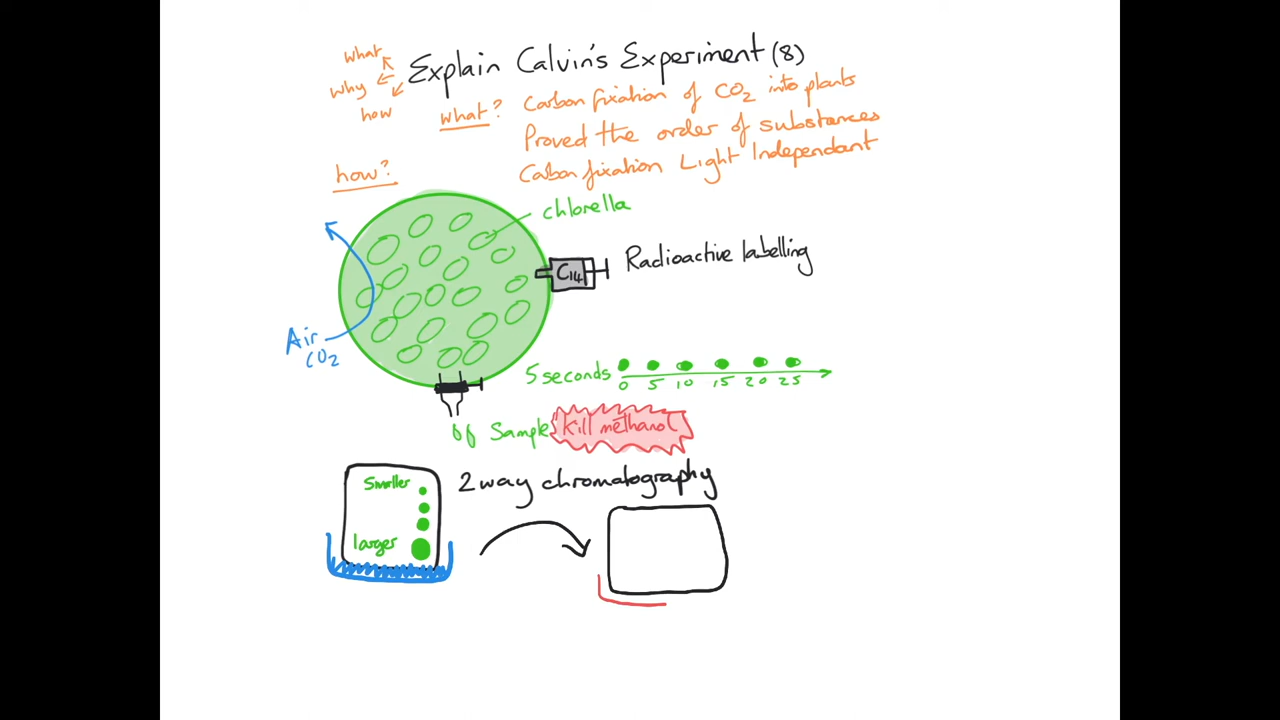 Explain Calvin's Experiment (8)
what
why
how
what? Carbon fixation of CO2 into plants
Proved the order of substances
Carbon fixation Light Independant
how?
chlorella
C14
Radioactive labelling
Air
CO2
5 seconds
0 5 10 15 20 25
Sample kill methanol
2 way chromatography
Smaller
larger